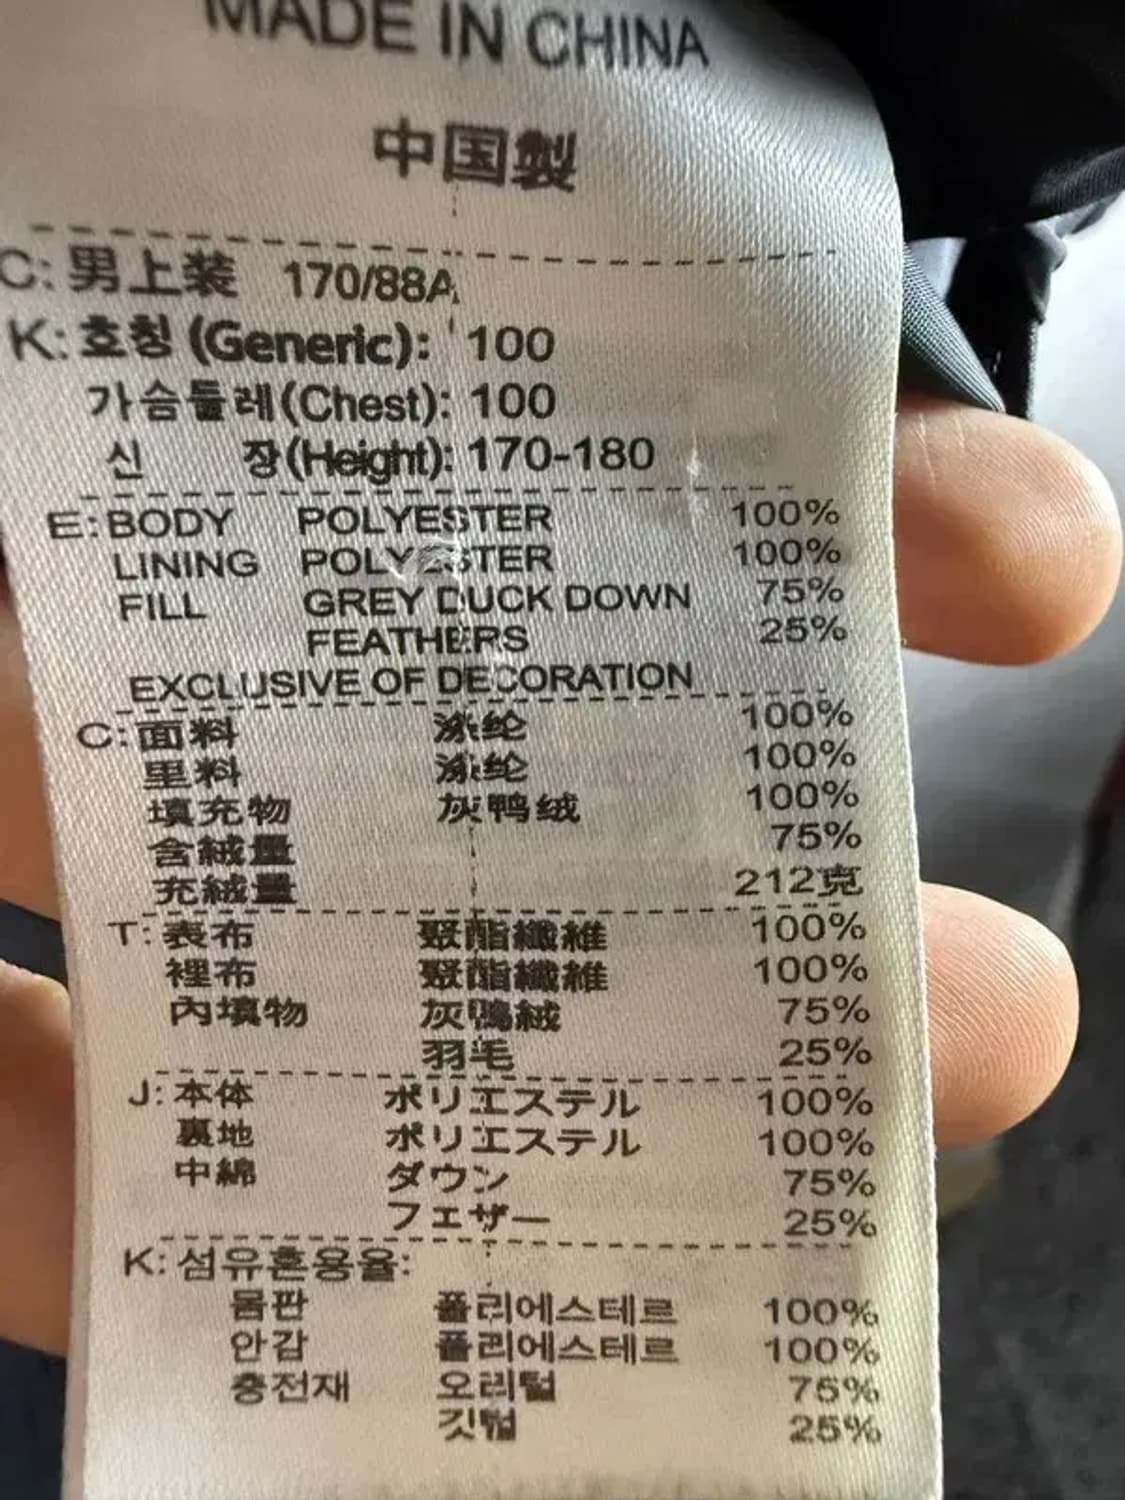 MADE IN CHINA
中国製
C: 男上装 170/88A
K: 호칭 (Generic): 100
가슴둘레(Chest): 100
신 장(Height): 170-180
E: BODY POLYESTER 100%
LINING POLYESTER 100%
FILL GREY DUCK DOWN 75%
FEATHERS 25%
EXCLUSIVE OF DECORATION
C: 面料 涤纶 100%
里料 涤纶 100%
填充物 灰鸭绒 100%
含絨量 75%
充絨量 212克
T: 表布 聚酯纖維 100%
裡布 聚酯纖維 100%
內填物 灰鴨絨 75%
羽毛 25%
J: 本体 ポリエステル 100%
裏地 ポリエステル 100%
中綿 ダウン 75%
フェザー 25%
K: 섬유혼용율:
몸판 폴리에스테르 100%
안감 폴리에스테르 100%
충전재 오리털 75%
깃털 25%